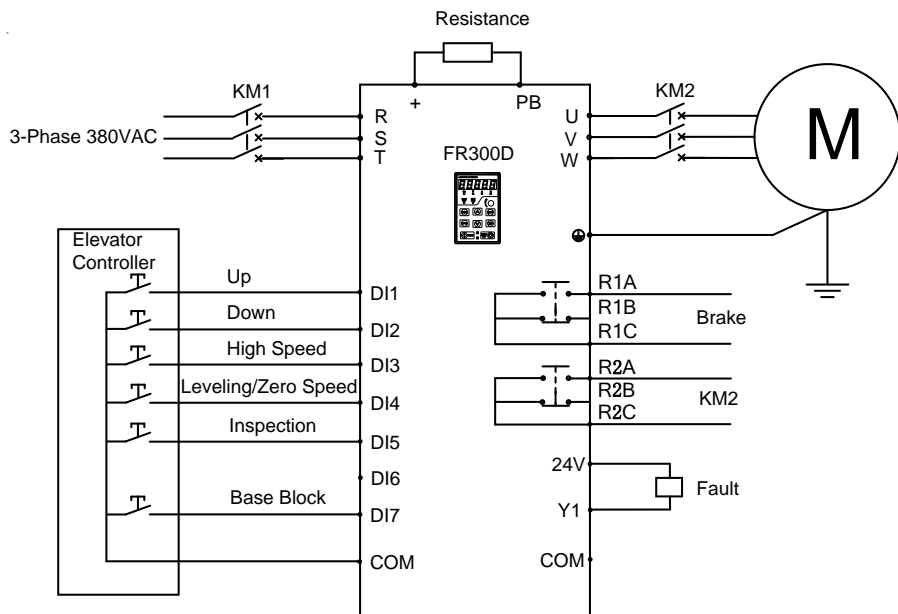 Resistance
+ PB
KM1
KM2
R
S
T
3-Phase 380VAC
U
V
W
M
FR300D
Elevator
Controller
Up
DI1
Down
DI2
High Speed
DI3
Leveling/Zero Speed
DI4
Inspection
DI5
DI6
Base Block
DI7
COM
R1A
R1B
R1C
Brake
R2A
R2B
R2C
KM2
24V
Y1
Fault
COM